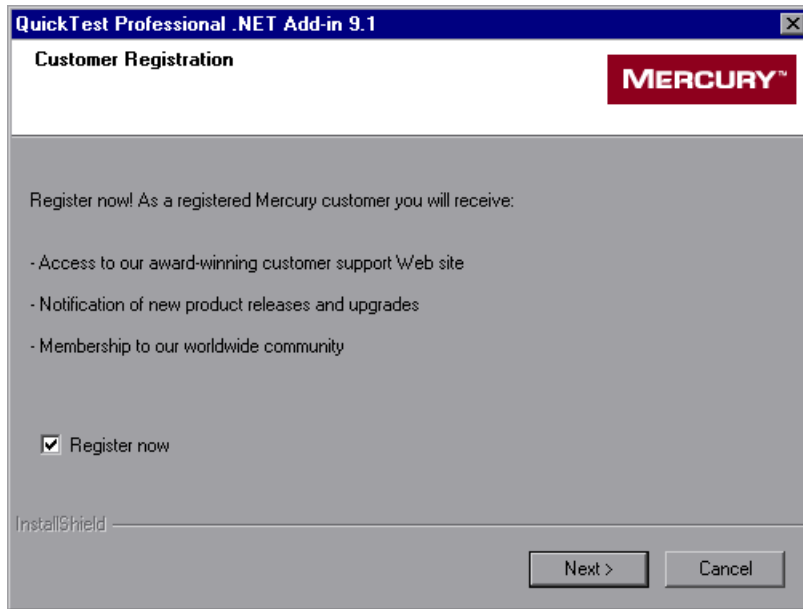 QuickTest Professional .NET Add-in 9.1
Customer Registration
MERCURY™
Register now! As a registered Mercury customer you will receive:
- Access to our award-winning customer support Web site
- Notification of new product releases and upgrades
- Membership to our worldwide community
Register now
InstallShield
Next >
Cancel